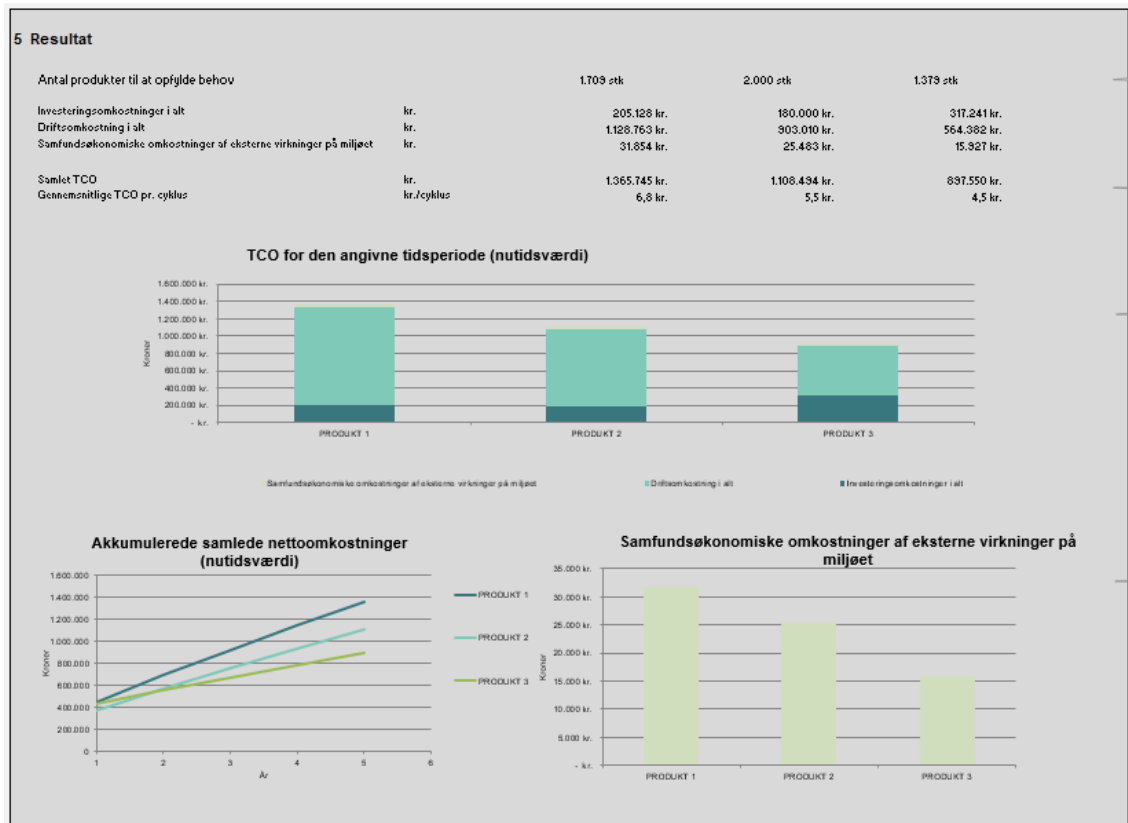 5 Resultat
Antal produkter til at opfylde behov 1.709 stk 2.000 stk 1.379 stk
Investeringsomkostninger i alt kr. 205.128 kr. 180.000 kr. 317.241 kr.
Driftsomkostning i alt kr. 1.128.763 kr. 903.010 kr. 564.382 kr.
Samfundsøkonomiske omkostninger af eksterne virkninger på miljøet kr. 31.854 kr. 25.483 kr. 15.927 kr.
Samlet TCO kr. 1.365.745 kr. 1.108.494 kr. 897.550 kr.
Gennemsnitlige TCO pr. cyklus kr./cyklus 6,8 kr. 5,5 kr. 4,5 kr.
TCO for den angivne tidsperiode (nutidsværdi)
1.600.000 kr.
1.400.000 kr.
1.200.000 kr.
1.000.000 kr.
800.000 kr.
600.000 kr.
400.000 kr.
200.000 kr.
- kr.
Kroner
PRODUKT 1 PRODUKT 2 PRODUKT 3
Samfundsøkonomiske omkostninger af eksterne virkninger på miljøet Driftsomkostning i alt Investeringsomkostninger i alt
Akkumulerede samlede nettoomkostninger
(nutidsværdi)
1.600.000
1.400.000
1.200.000
1.000.000
800.000
600.000
400.000
200.000
0
Kroner
1 2 3 4 5 6
År
PRODUKT 1
PRODUKT 2
PRODUKT 3
Samfundsøkonomiske omkostninger af eksterne virkninger på
miljøet
35.000 kr.
30.000 kr.
25.000 kr.
20.000 kr.
15.000 kr.
10.000 kr.
5.000 kr.
- kr.
Kroner
PRODUKT 1 PRODUKT 2 PRODUKT 3